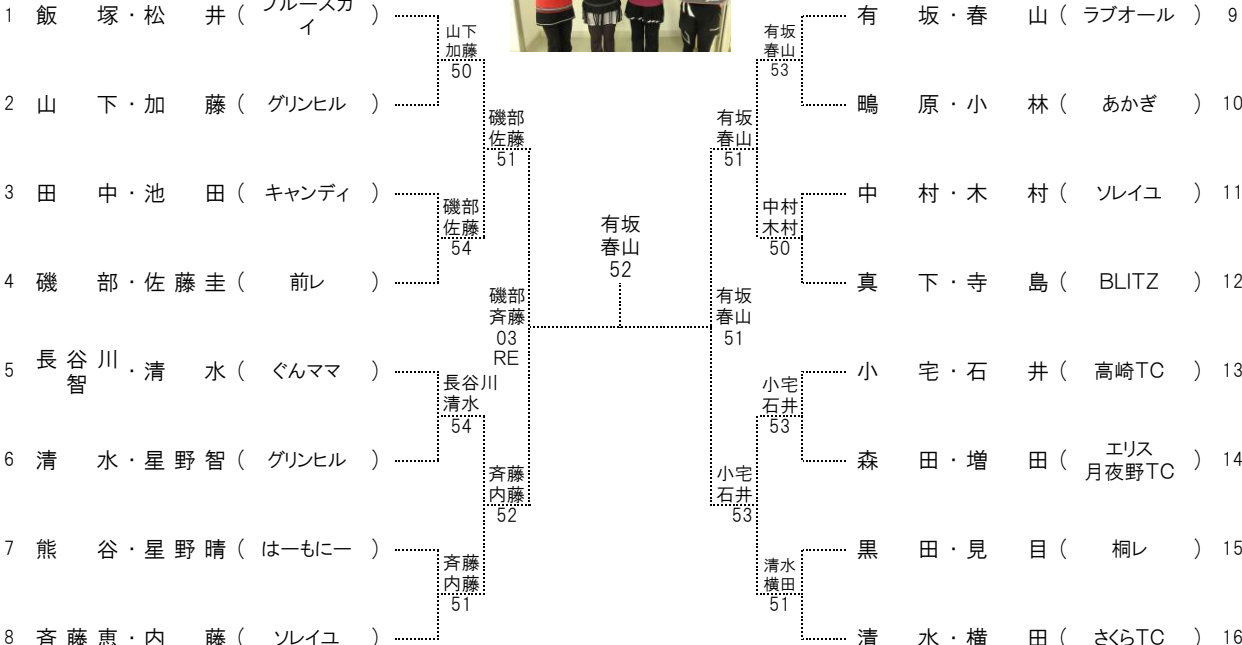 1 飯塚・松井（ ブルースカイ ）
2 山下・加藤（ グリンヒル ）
3 田中・池田（ キャンディ ）
4 磯部・佐藤圭（ 前レ ）
5 長谷川智・清水（ ぐんママ ）
6 清水・星野智（ グリンヒル ）
7 熊谷・星野晴（ はーもにー ）
8 斉藤恵・内藤（ ソレイユ ）
山下
加藤
50
磯部
佐藤
54
長谷川
清水
54
斉藤
内藤
51
磯部
佐藤
51
斉藤
内藤
52
磯部
斉藤
03
RE
有坂
春山
52
有坂
春山
51
有坂
春山
51
小宅
石井
53
有坂
春山
53
中村
木村
50
小宅
石井
53
清水
横田
51
有坂・春山（ ラブオール ） 9
鴫原・小林（ あかぎ ） 10
中村・木村（ ソレイユ ） 11
真下・寺島（ BLITZ ） 12
小宅・石井（ 高崎TC ） 13
森田・増田（ エリス
月夜野TC ） 14
黒田・見目（ 桐レ ） 15
清水・横田（ さくらTC ） 16